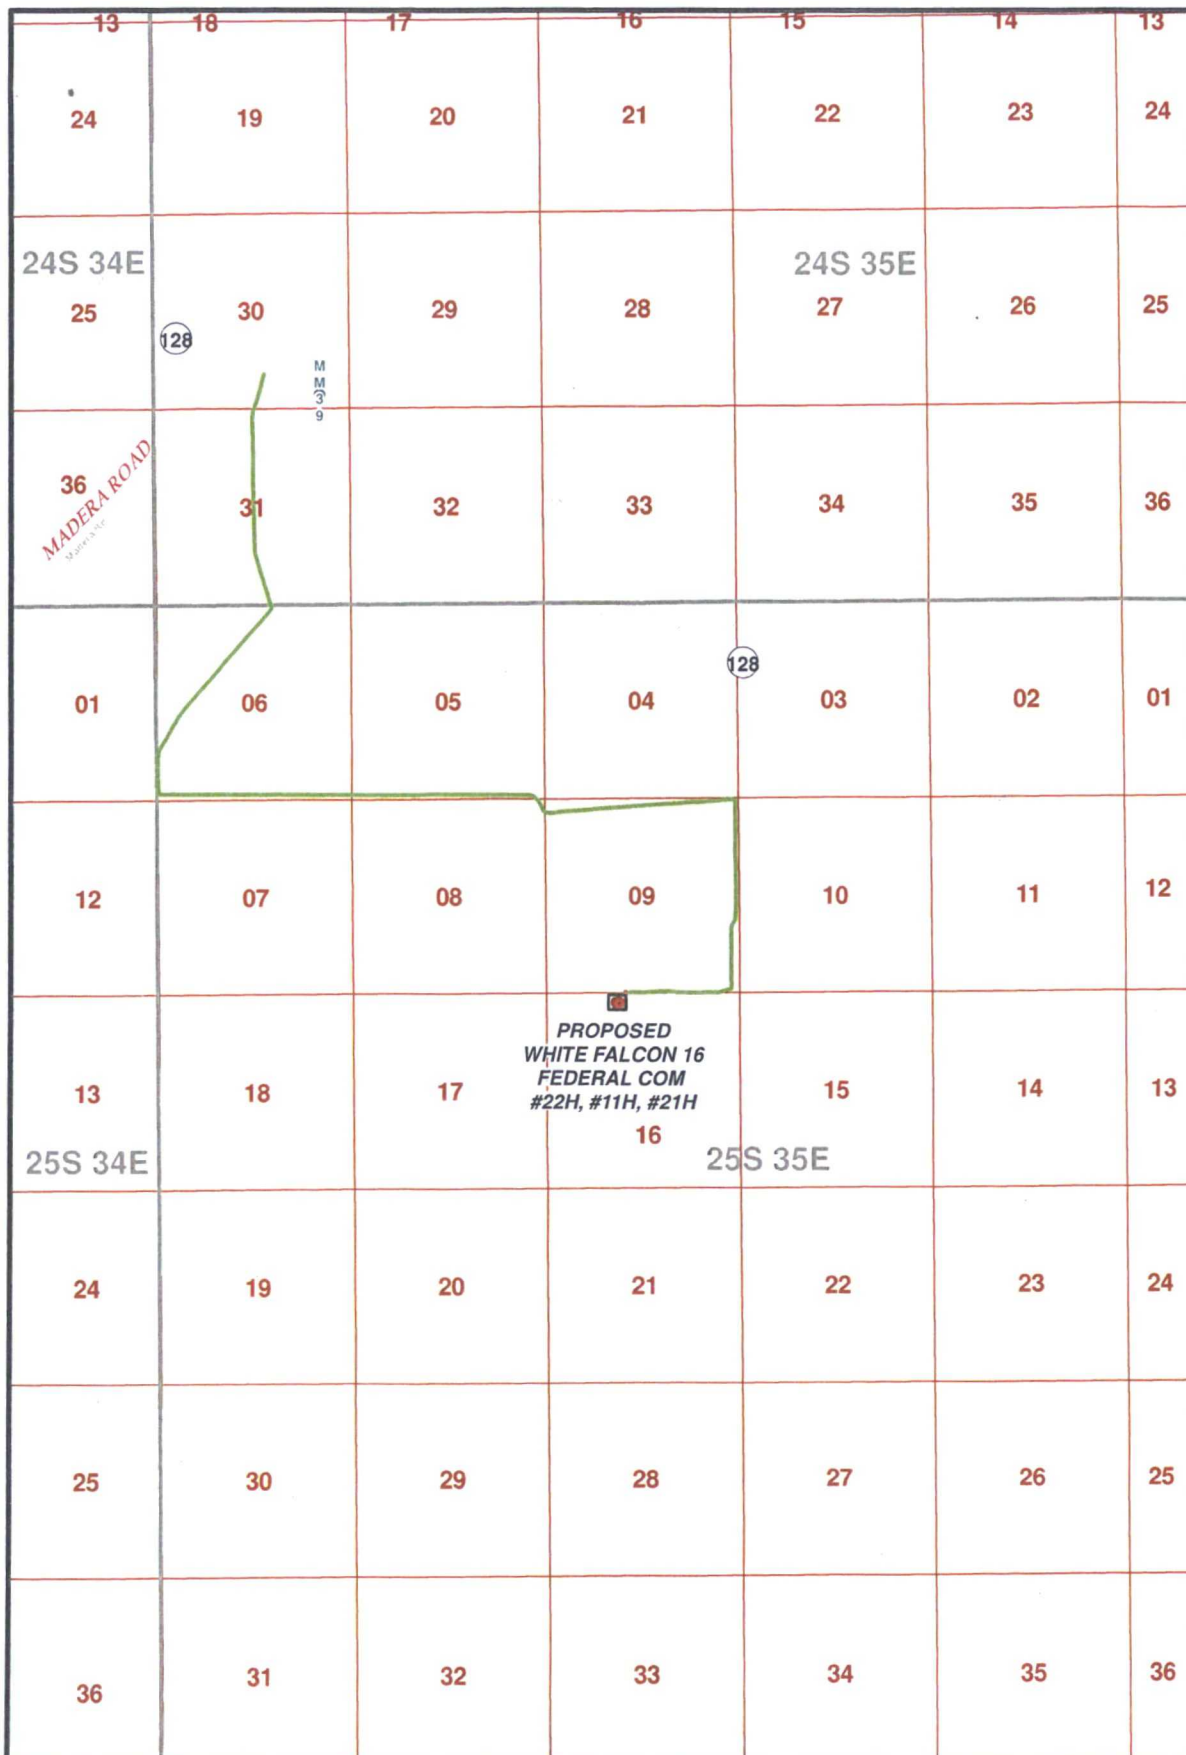 13 18 17 16 15 14 13
24 19 20 21 22 23 24
24S 34E 24S 35E
25 30 29 28 27 26 25
128
M
M
3
9
36 31 32 33 34 35 36
MADERA ROAD
128
01 06 05 04 03 02 01
12 07 08 09 10 11 12
PROPOSED
WHITE FALCON 16
FEDERAL COM
#22H, #11H, #21H
13 18 17 16 15 14 13
25S 34E 25S 35E
24 19 20 21 22 23 24
25 30 29 28 27 26 25
36 31 32 33 34 35 36